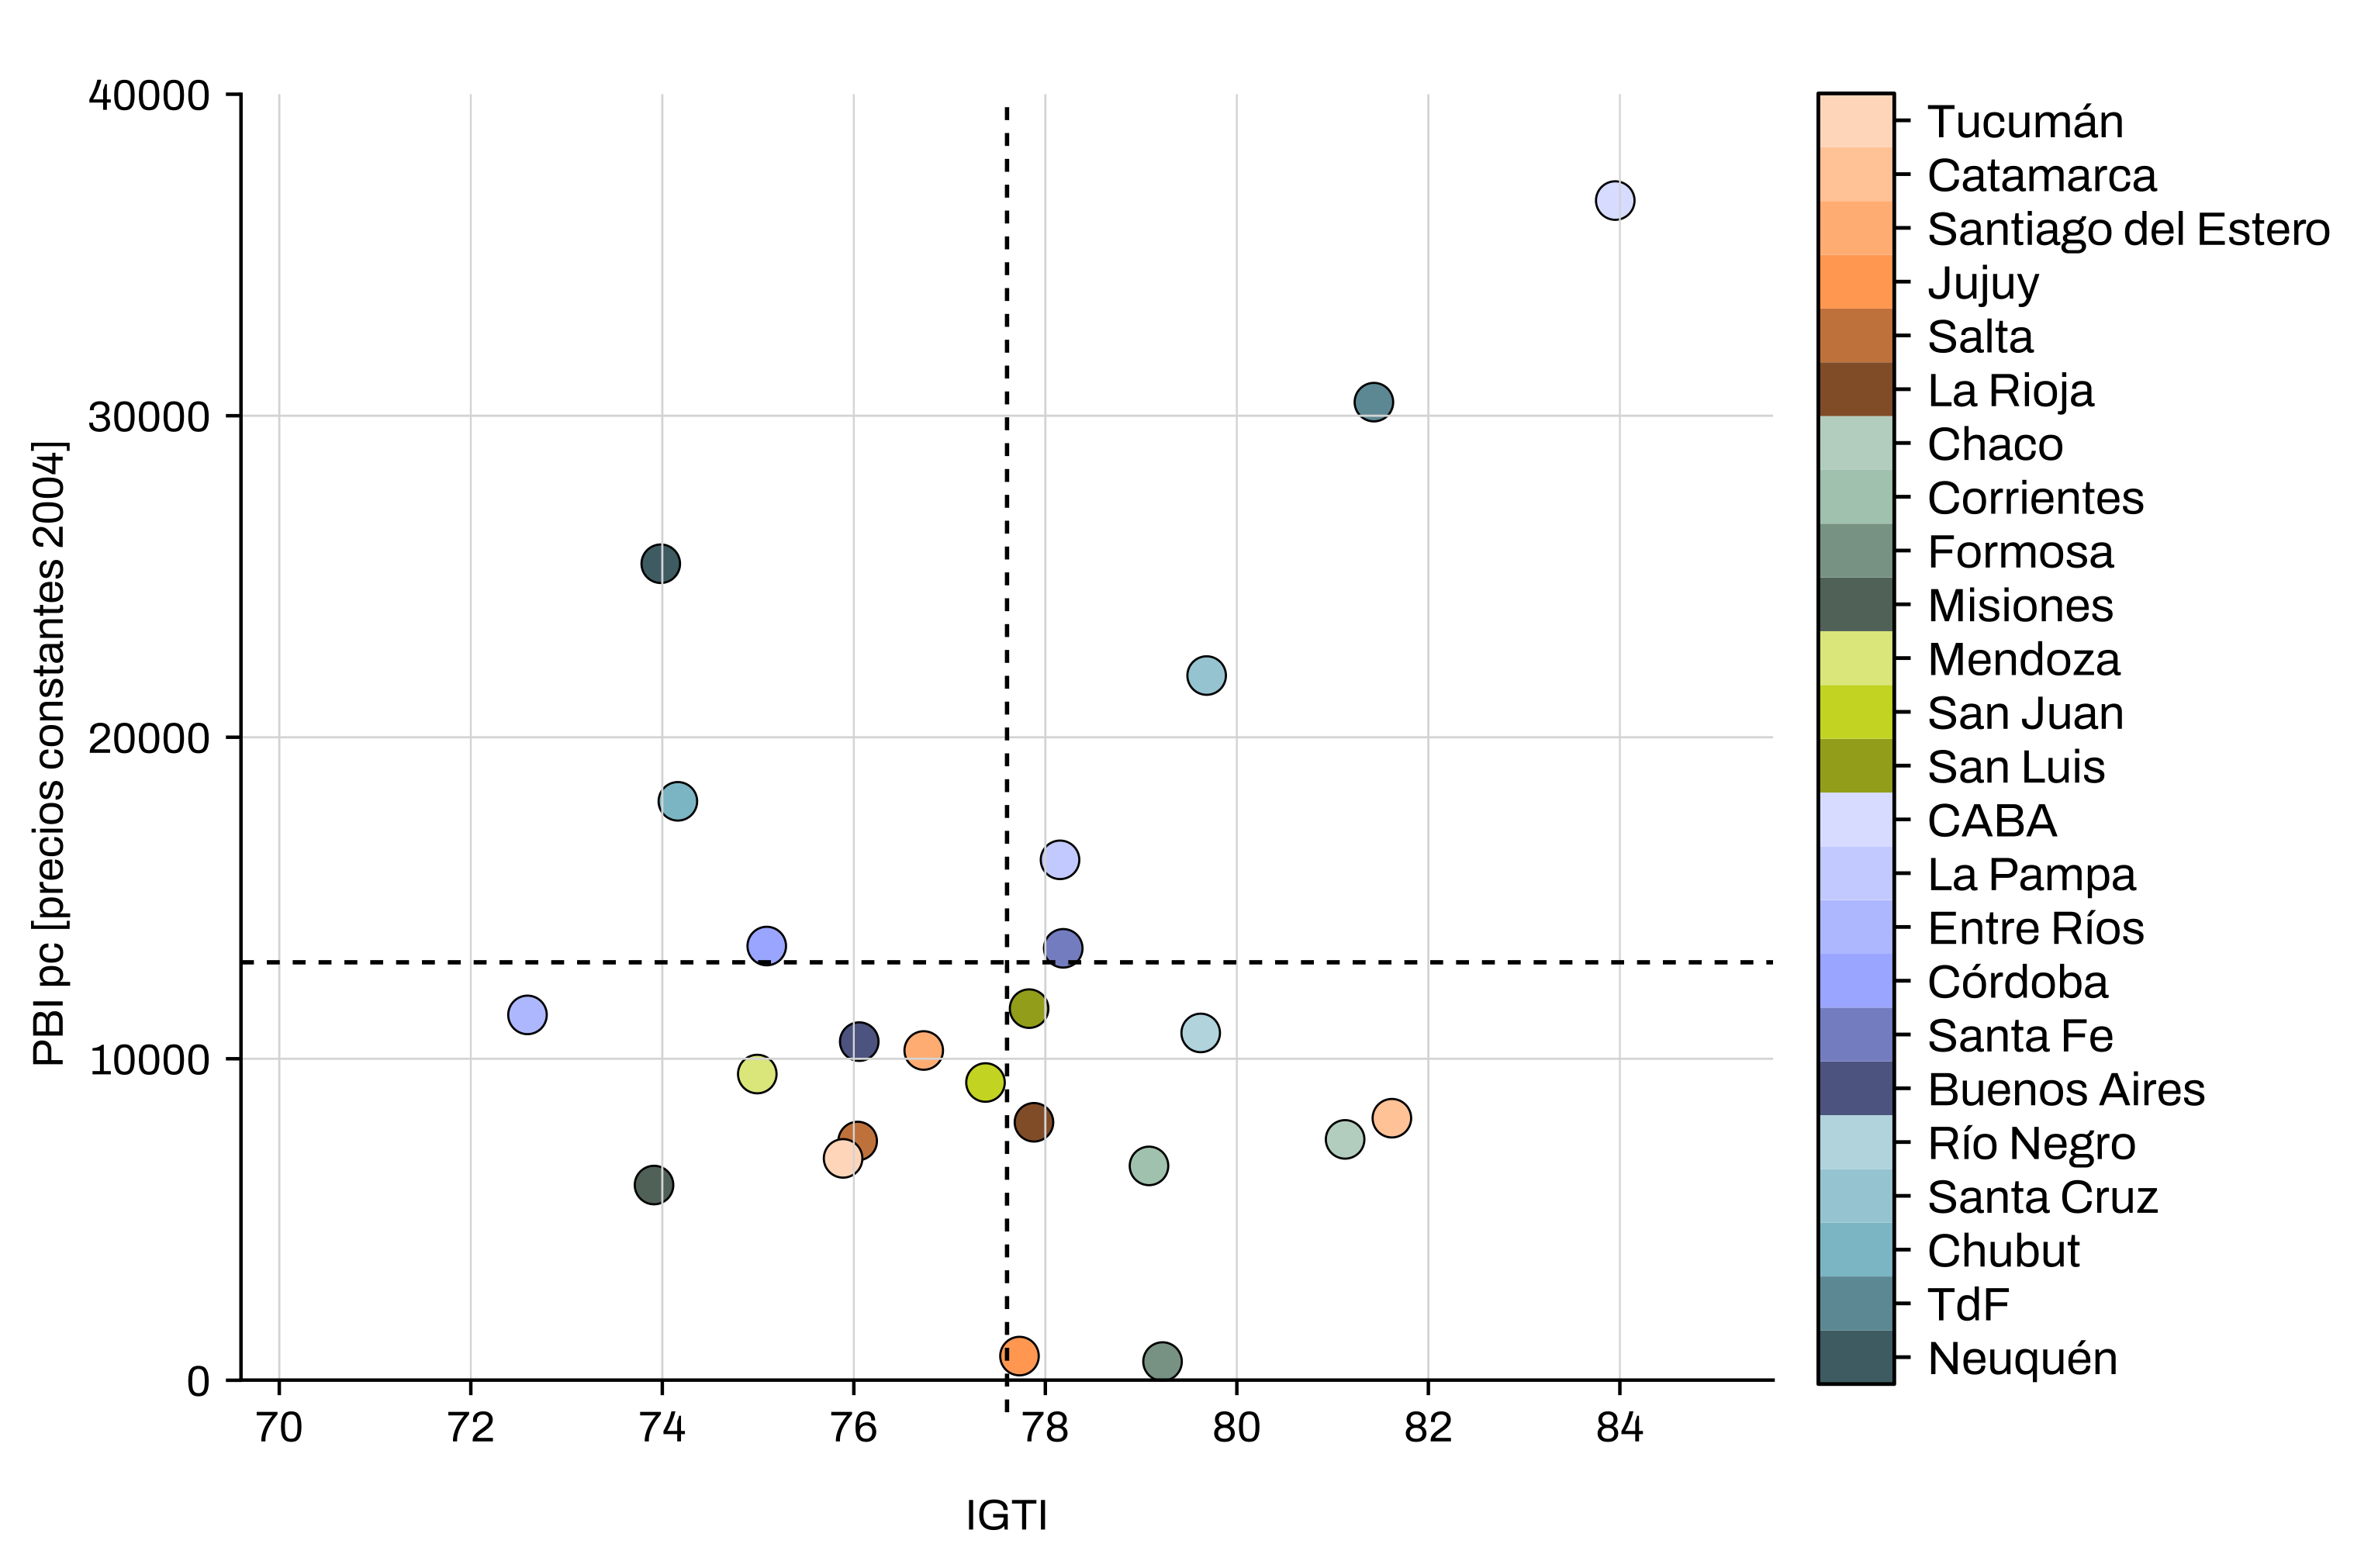 40000
30000
20000
10000
0
PBI pc [precios constantes 2004]
70 72 74 76 78 80 82 84
IGTI
Tucumán
Catamarca
Santiago del Estero
Jujuy
Salta
La Rioja
Chaco
Corrientes
Formosa
Misiones
Mendoza
San Juan
San Luis
CABA
La Pampa
Entre Ríos
Córdoba
Santa Fe
Buenos Aires
Río Negro
Santa Cruz
Chubut
TdF
Neuquén